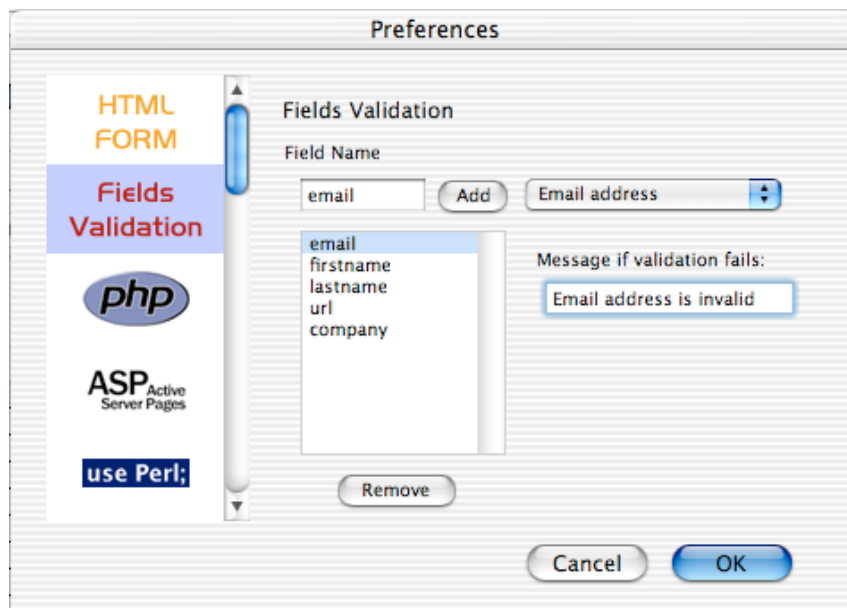 Preferences
HTML
FORM
Fields
Validation
php
ASP Active
Server Pages
use Perl;
Fields Validation
Field Name
email
Add
Email address
email
firstname
lastname
url
company
Message if validation fails:
Email address is invalid
Remove
Cancel
OK